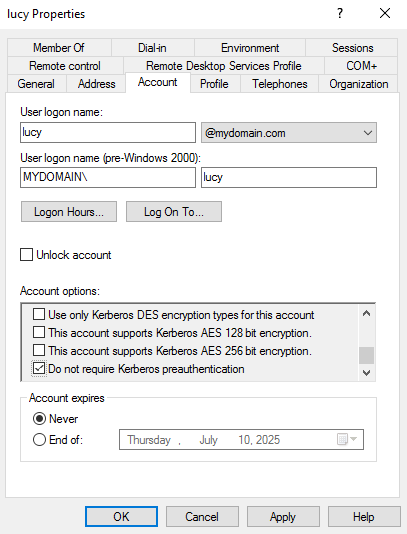 lucy Properties
? ×
Member Of Dial-in Environment Sessions
Remote control Remote Desktop Services Profile COM+
General Address Account Profile Telephones Organization
User logon name:
lucy @mydomain.com
User logon name (pre-Windows 2000):
MYDOMAIN\ lucy
Logon Hours... Log On To...
Unlock account
Account options:
Use only Kerberos DES encryption types for this account
This account supports Kerberos AES 128 bit encryption.
This account supports Kerberos AES 256 bit encryption.
Do not require Kerberos preauthentication
Account expires
Never
End of: Thursday , July 10, 2025
OK Cancel Apply Help